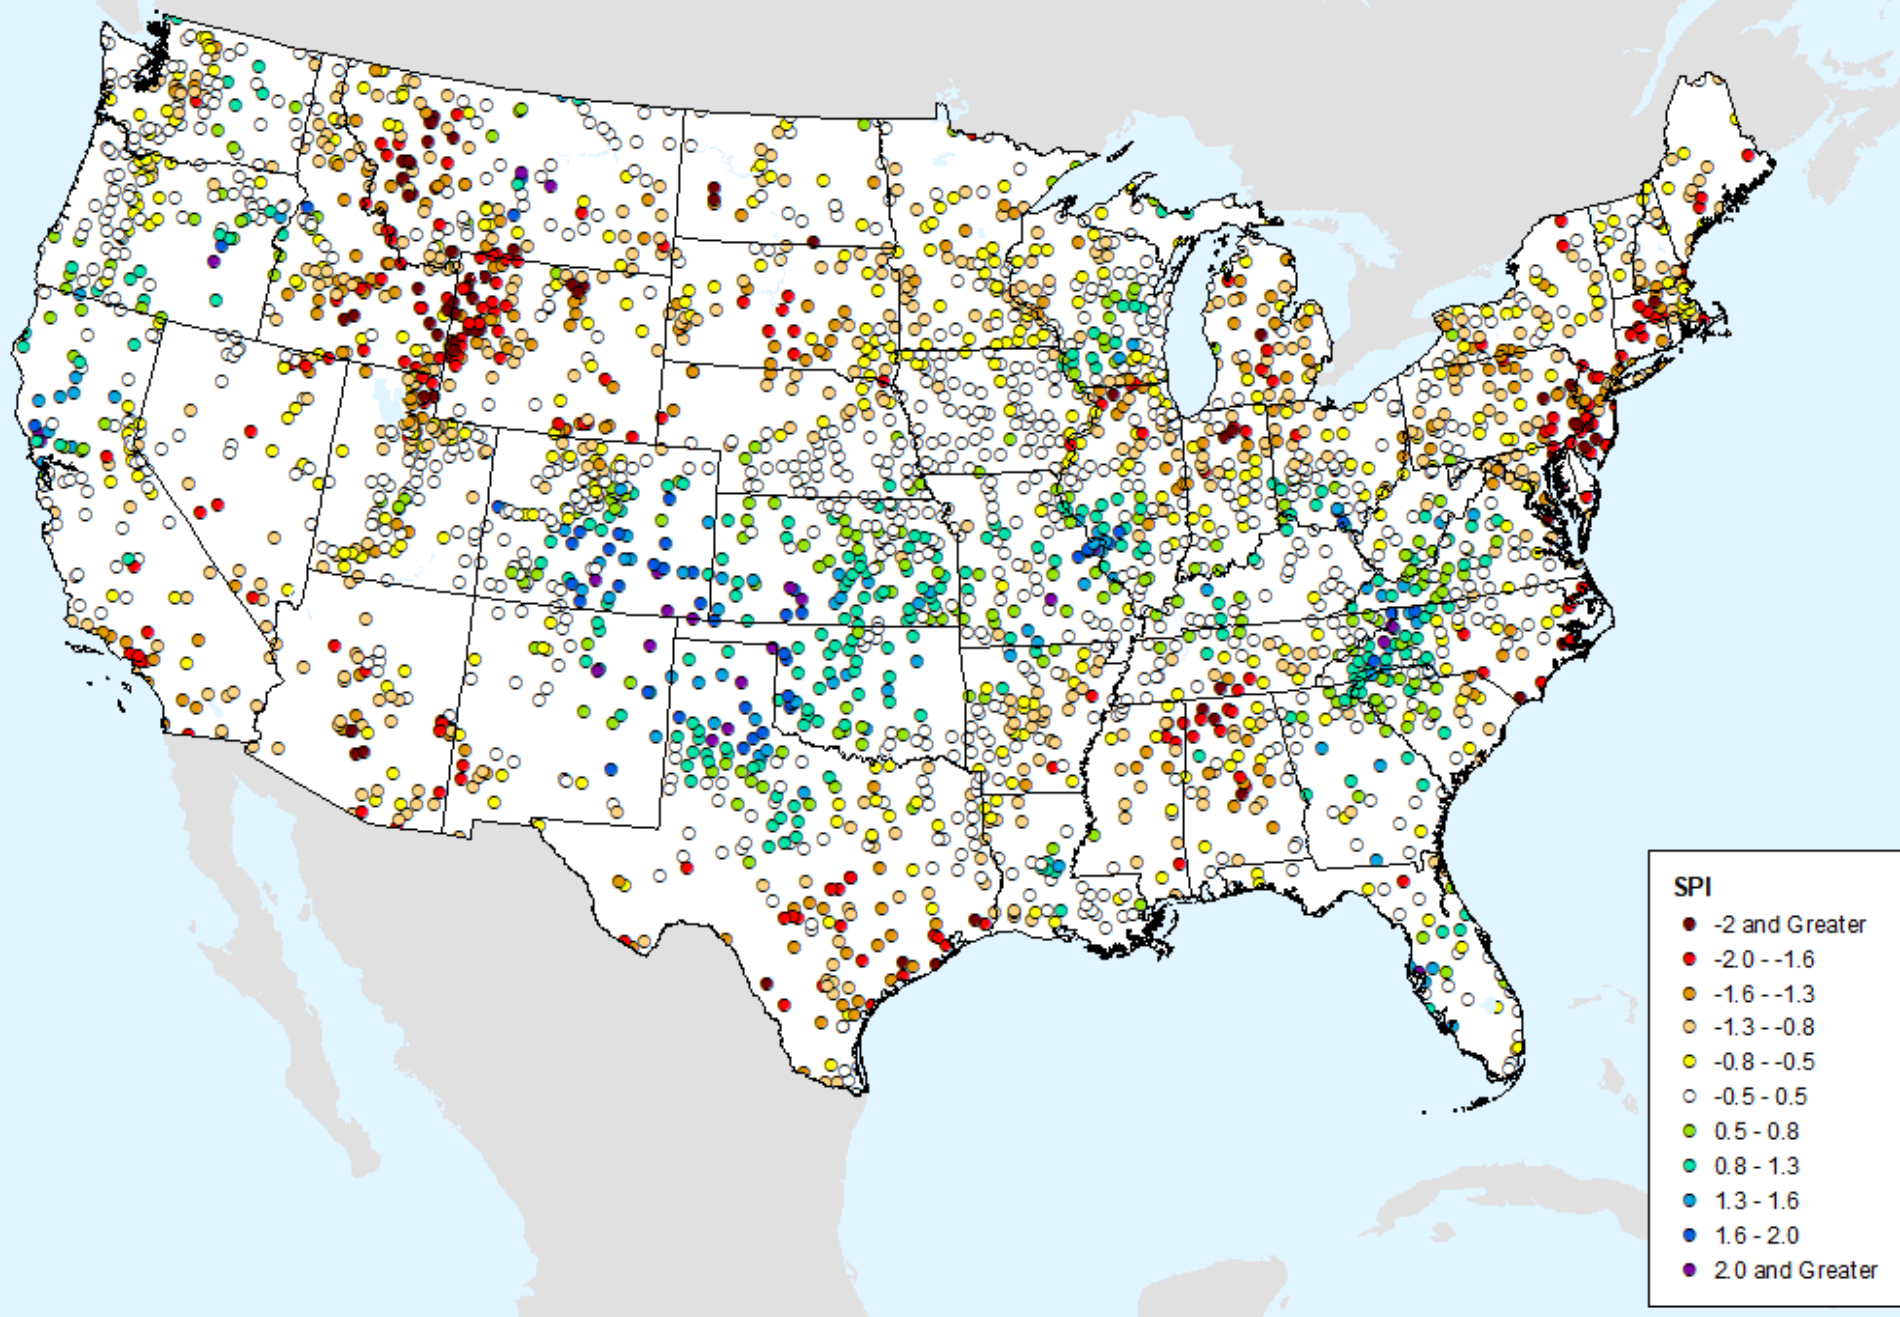 SPI
-2 and Greater
-2.0 - -1.6
-1.6 - -1.3
-1.3 - -0.8
-0.8 - -0.5
-0.5 - 0.5
0.5 - 0.8
0.8 - 1.3
1.3 - 1.6
1.6 - 2.0
2.0 and Greater